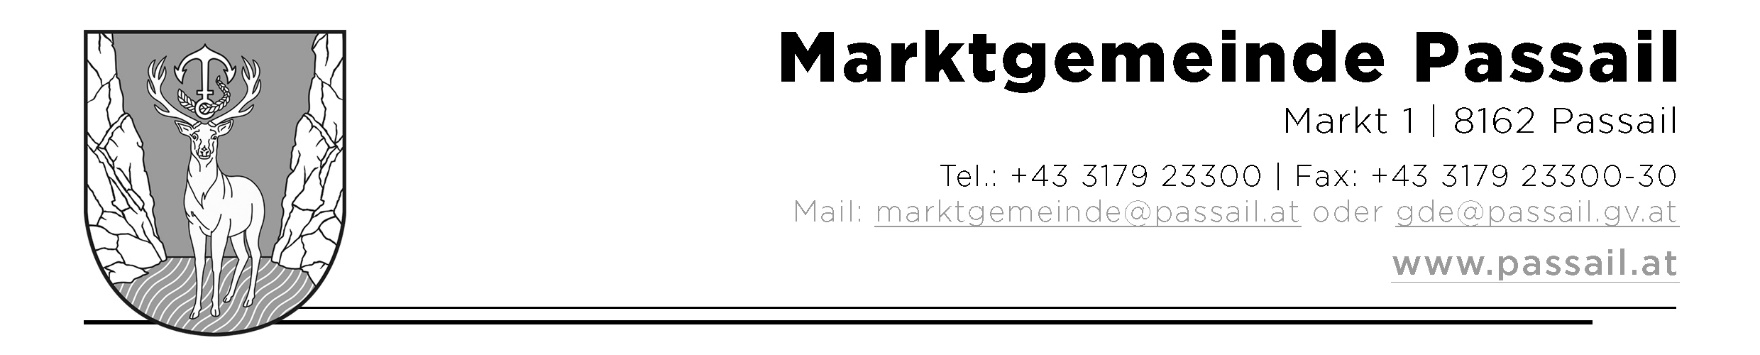 Marktgemeinde Passail
Markt 1 | 8162 Passail
Tel.: +43 3179 23300 | Fax: +43 3179 23300-30
Mail: marktgemeinde@passail.at oder gde@passail.gv.at
www.passail.at